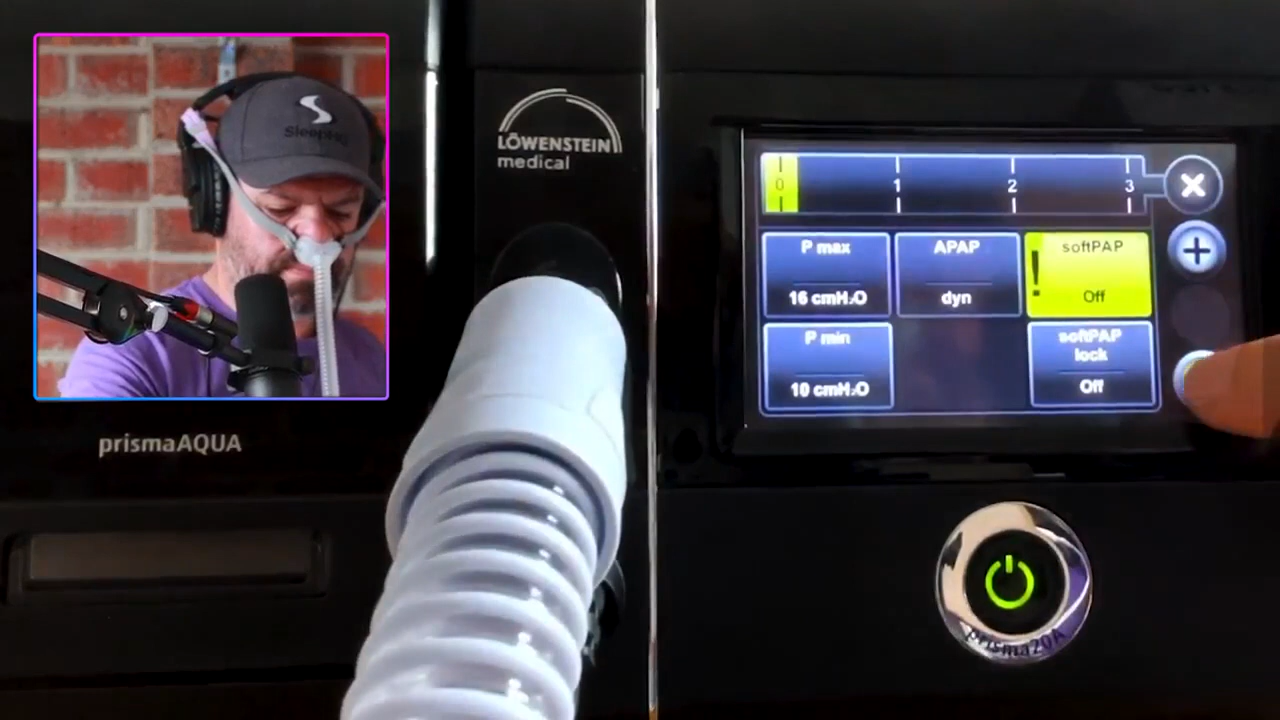 LÖWENSTEIN
medical
0 1 2 3
P max
16 cmH₂O
APAP
dyn
!
softPAP
Off
P min
10 cmH₂O
softPAP
lock
Off
prismaAQUA
prisma20A